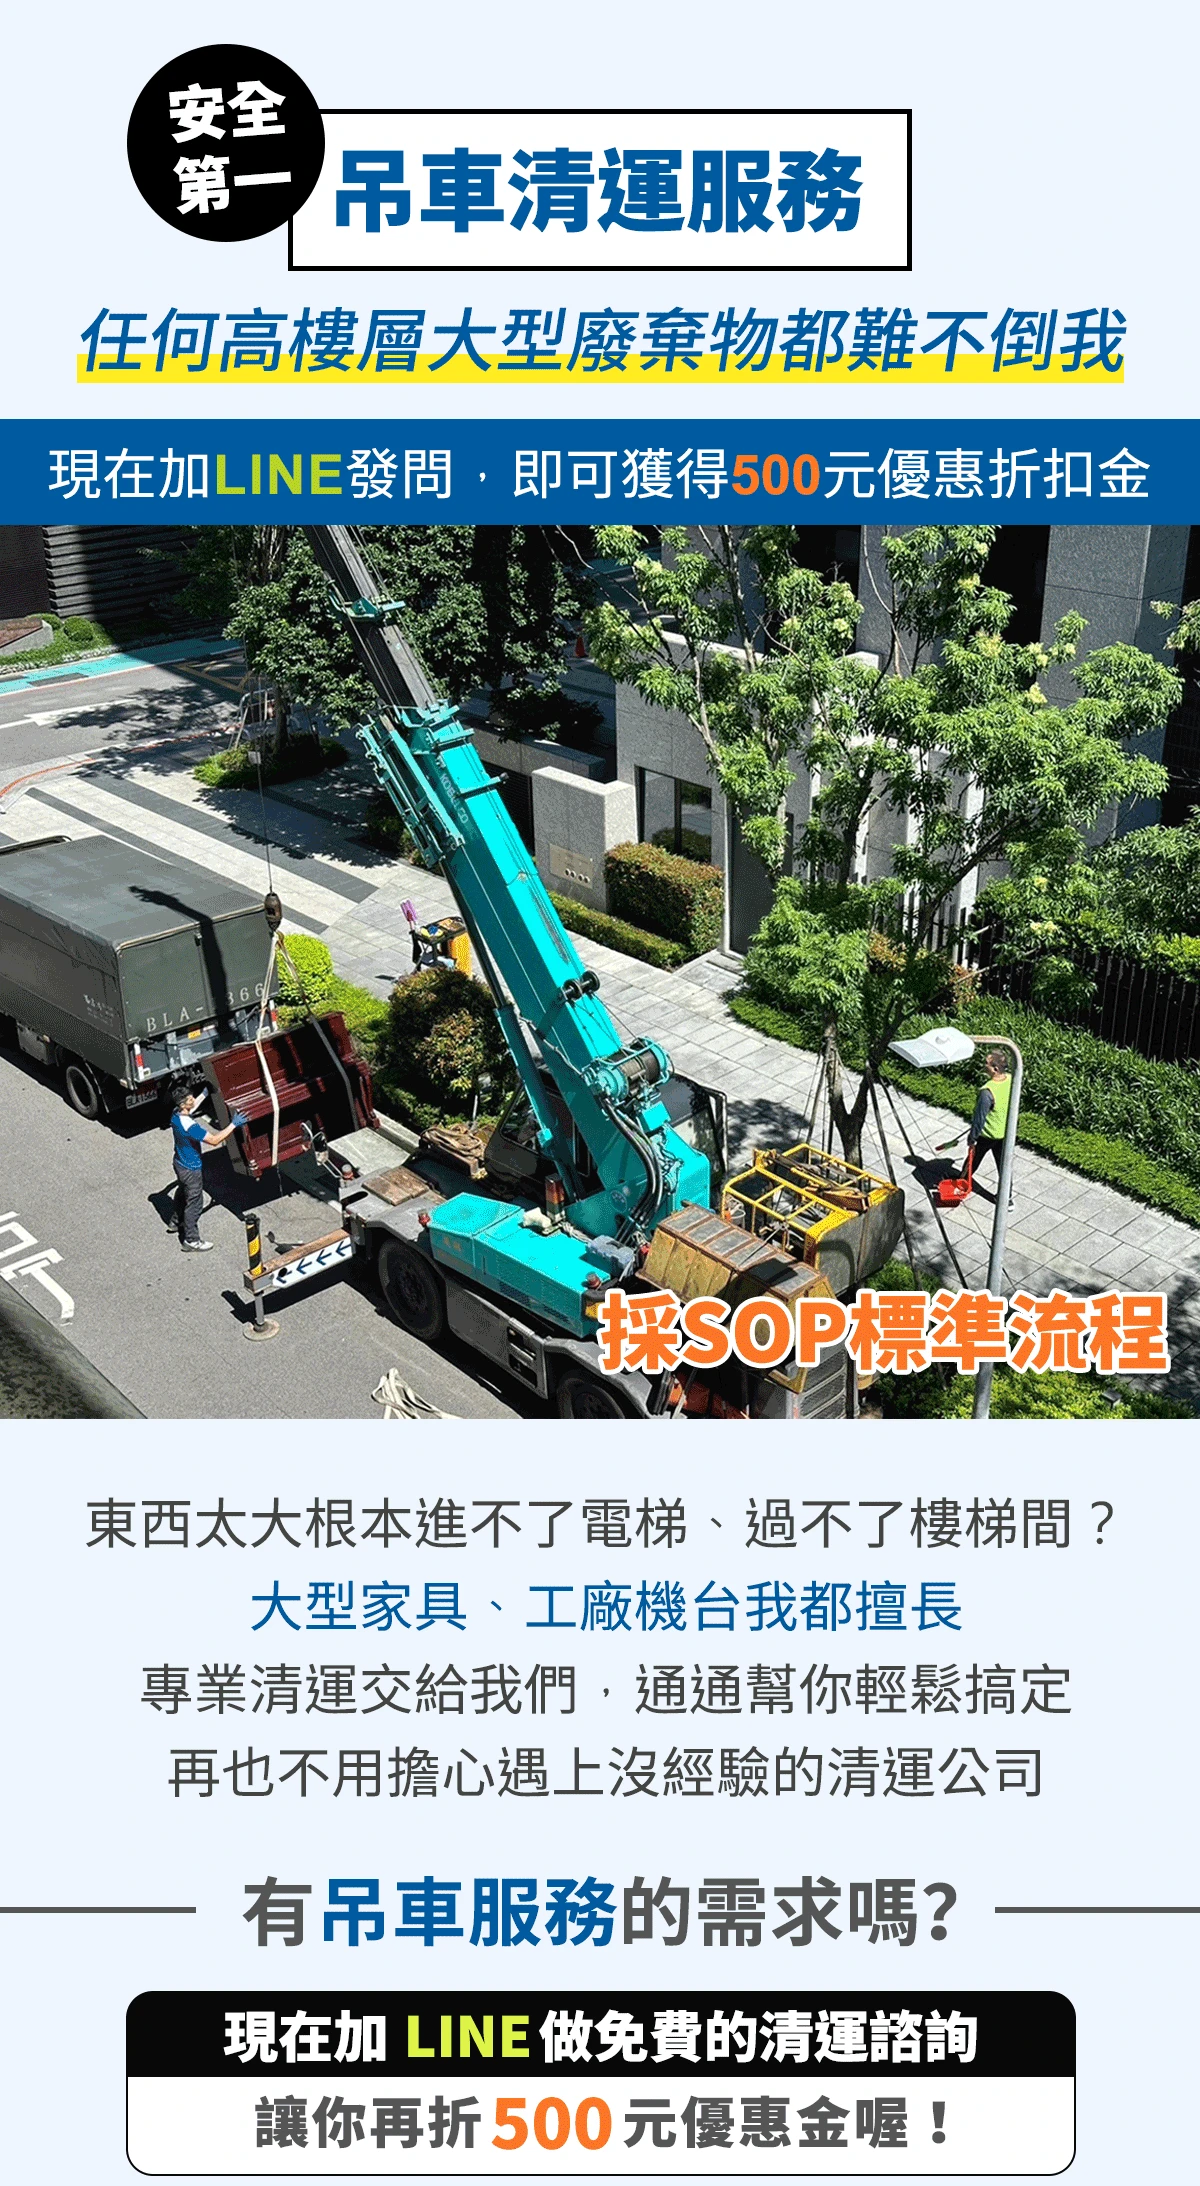 安全
第一
吊車清運服務
任何高樓層大型廢棄物都難不倒我
現在加LINE發問，即可獲得500元優惠折扣金
KOBELCO
採SOP標準流程
東西太大根本進不了電梯、過不了樓梯間？
大型家具、工廠機台我都擅長
專業清運交給我們，通通幫你輕鬆搞定
再也不用擔心遇上沒經驗的清運公司
有吊車服務的需求嗎？
現在加 LINE 做免費的清運諮詢
讓你再折 500 元優惠金喔！